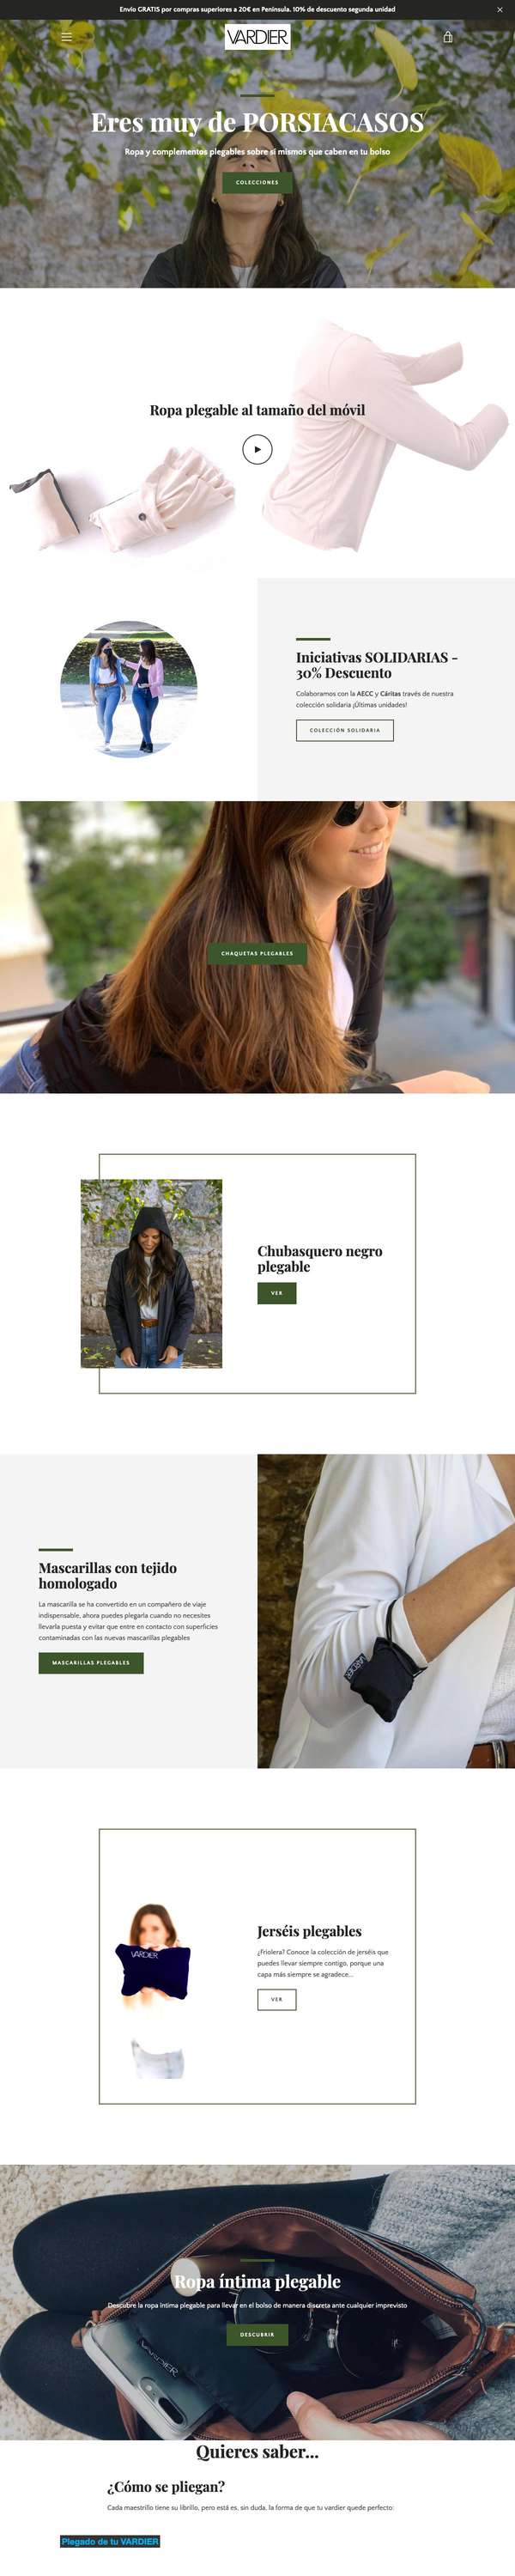 Envío GRATIS por compras superiores a 20€ en Península. 10% de descuento segunda unidad
VARDIER
Eres muy de PORSIACASOS
Ropa y complementos plegables sobre sí mismos que caben en tu bolso
COLECCIONES
Ropa plegable al tamaño del móvil
Iniciativas SOLIDARIAS -
30% Descuento
Colaboramos con la AECC y Cáritas través de nuestra
colección solidaria ¡Últimas unidades!
COLECCIÓN SOLIDARIA
CHAQUETAS PLEGABLES
Chubasquero negro
plegable
VER
Mascarillas con tejido
homologado
La mascarilla se ha convertido en un compañero de viaje
indispensable, ahora puedes plegarla cuando no necesites
llevarla puesta y evitar que entre en contacto con superficies
contaminadas con las nuevas mascarillas plegables
MASCARILLAS PLEGABLES
VARDIER
Jerséis plegables
VARDIER
¿Friolera? Conoce la colección de jerséis que
puedes llevar siempre contigo, porque una
capa más siempre se agradece...
VER
Ropa íntima plegable
Descubre la ropa íntima plegable para llevar en el bolso de manera discreta ante cualquier imprevisto
DESCUBRIR
VARDIER
Quieres saber...
¿Cómo se pliegan?
Cada maestrillo tiene su librillo, pero está es, sin duda, la forma de que tu vardier quede perfecto:
Plegado de tu VARDIER